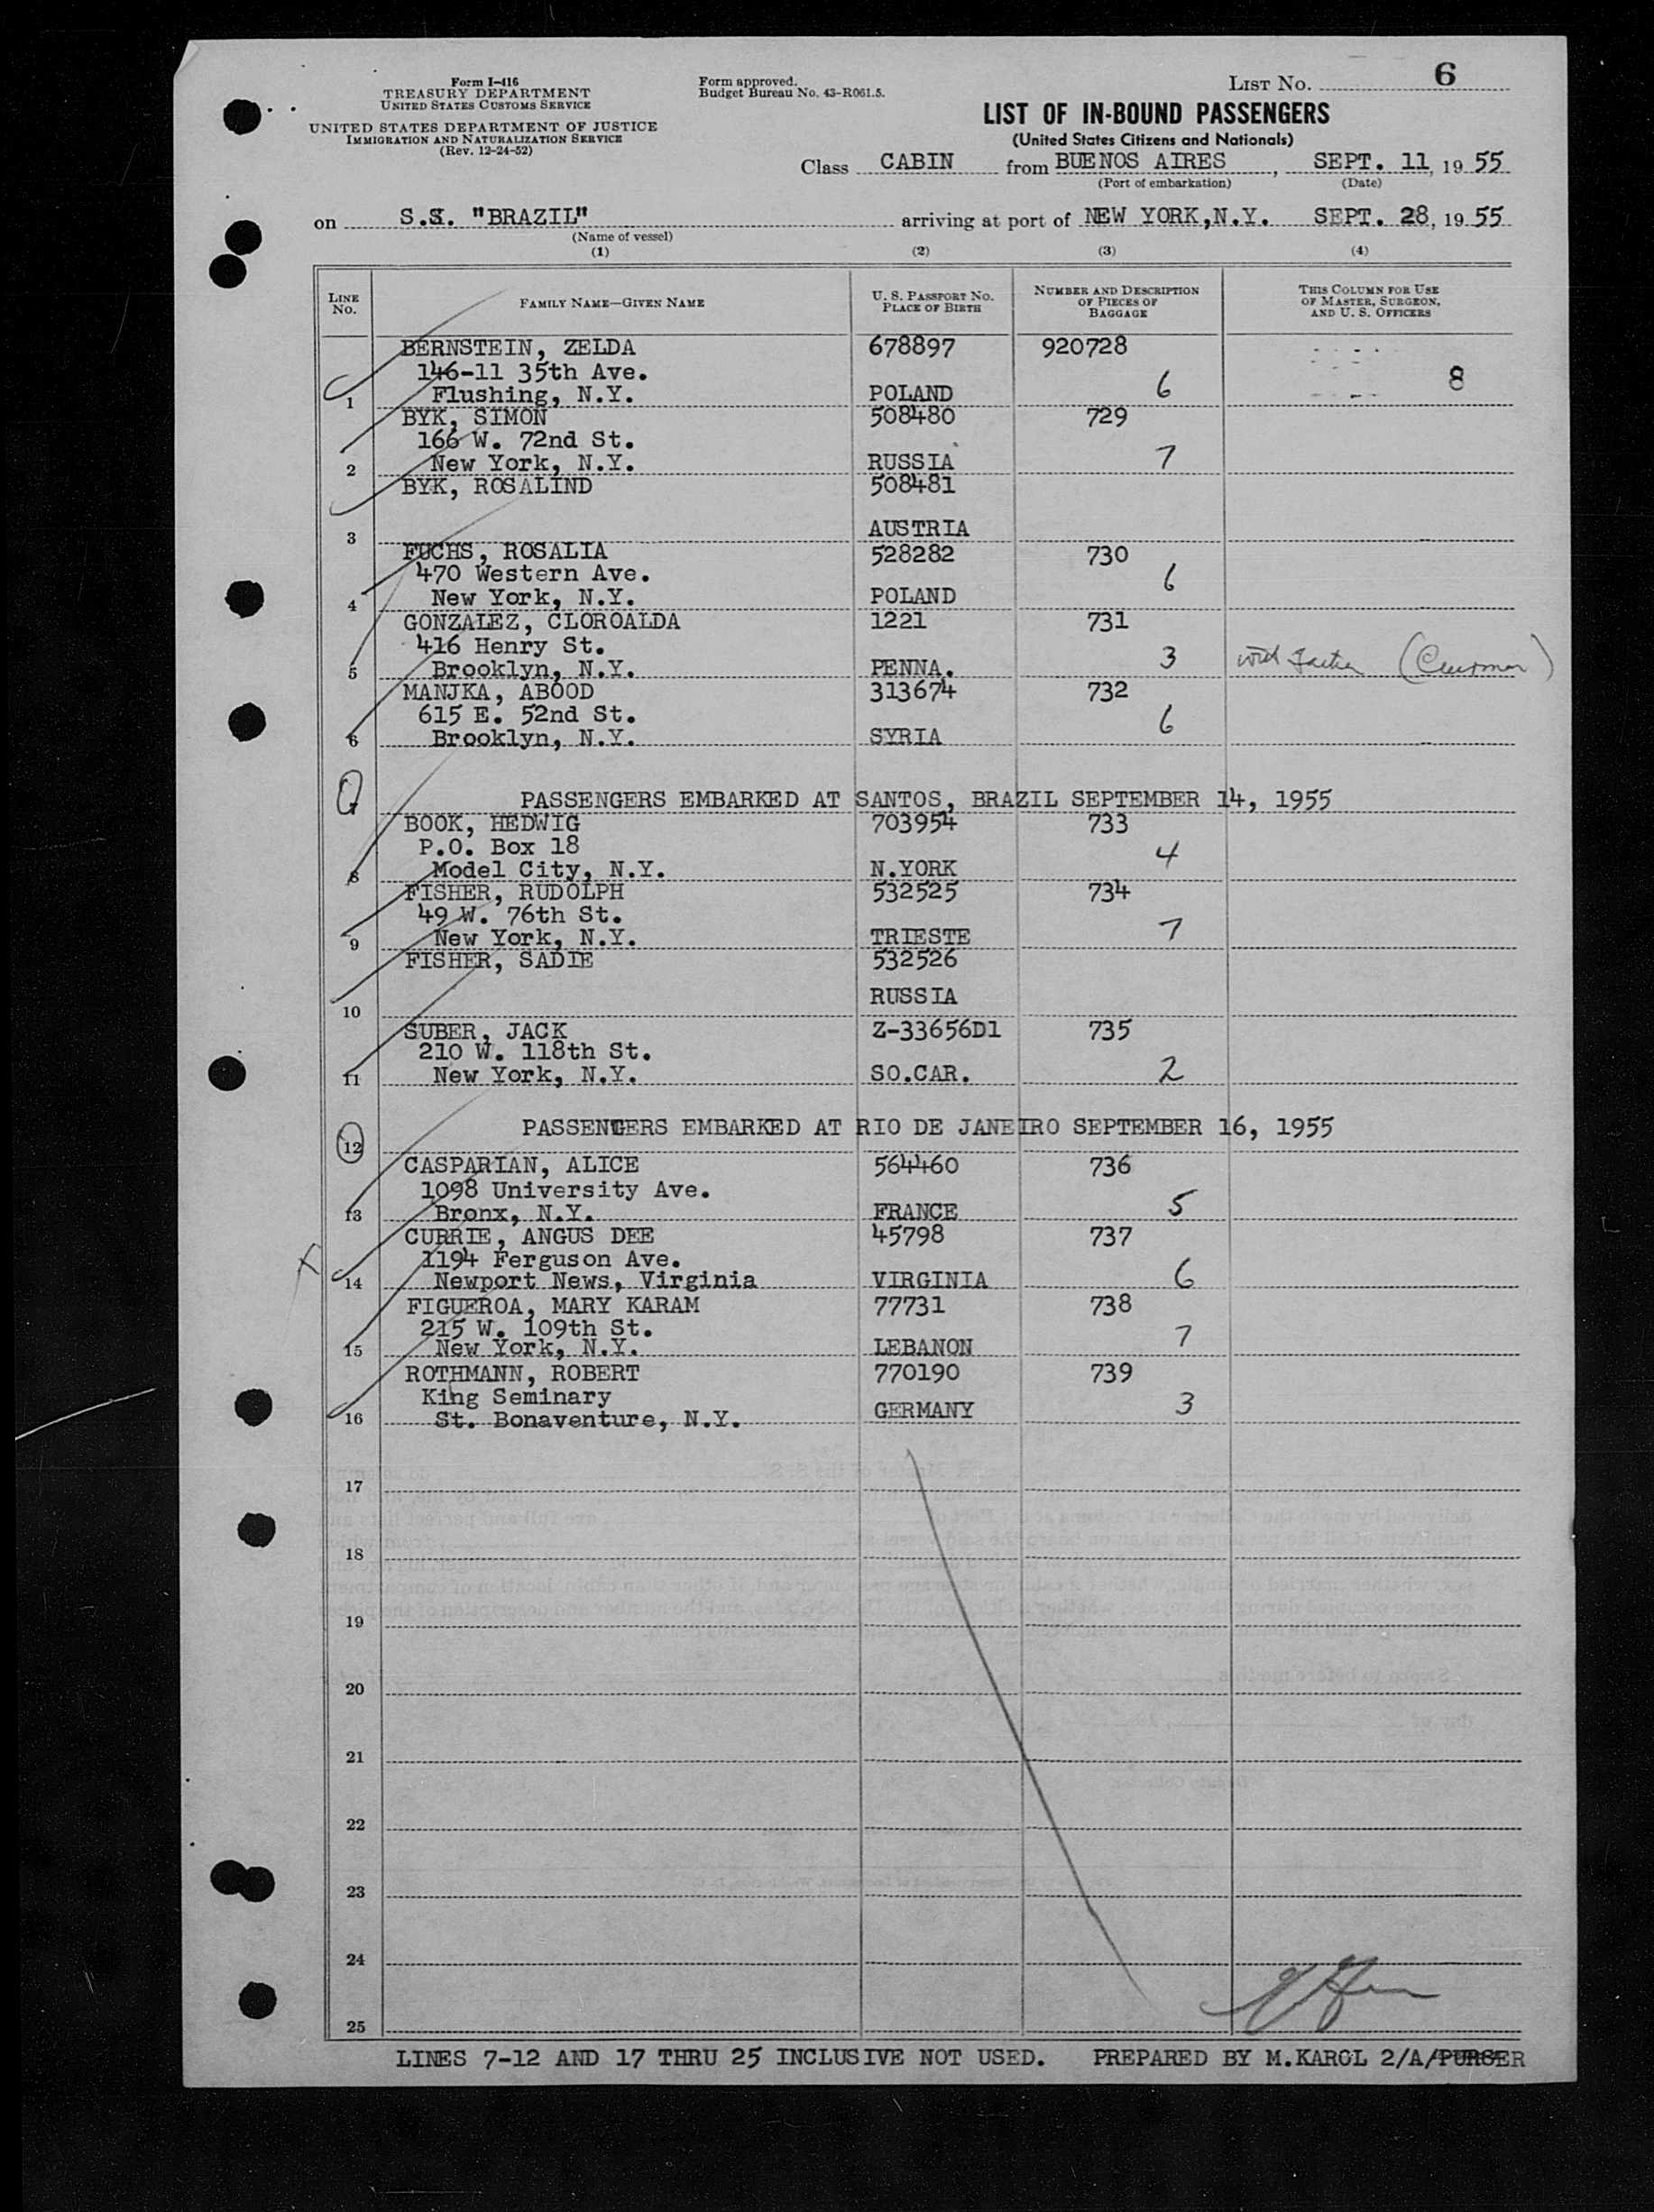 Form I-416
TREASURY DEPARTMENT
UNITED STATES CUSTOMS SERVICE
UNITED STATES DEPARTMENT OF JUSTICE
IMMIGRATION AND NATURALIZATION SERVICE
(Rev. 12-24-52)
Form approved.
Budget Bureau No. 43-R061.5.
LIST NO. 6
LIST OF IN-BOUND PASSENGERS
(United States Citizens and Nationals)
Class CABIN from BUENOS AIRES, SEPT. 11, 1955
(Port of embarkation) (Date)
on S.S. "BRAZIL" arriving at port of NEW YORK,N.Y. SEPT. 28, 1955
(Name of vessel)
(1) (2) (3) (4)
LINE NO. FAMILY NAME—GIVEN NAME U. S. PASSPORT NO. PLACE OF BIRTH NUMBER AND DESCRIPTION OF PIECES OF BAGGAGE THIS COLUMN FOR USE OF MASTER, SURGEON, AND U. S. OFFICERS
BERNSTEIN, ZELDA 678897 920728
146-11 35th Ave. 6 8
1 Flushing, N.Y. POLAND
BYK, SIMON 508480 729
166 W. 72nd St.
2 New York, N.Y. RUSSIA 7
BYK, ROSALIND 508481
3 AUSTRIA
FUCHS, ROSALIA 528282 730
470 Western Ave. 6
4 New York, N.Y. POLAND
GONZALEZ, CLOROALDA 1221 731
416 Henry St.
5 Brooklyn, N.Y. PENNA. 3 with
MANJKA, ABOOD 313674 732
615 E. 52nd St. 6
6 Brooklyn, N.Y. SYRIA
7 PASSENGERS EMBARKED AT SANTOS, BRAZIL SEPTEMBER 14, 1955
BOOK, HEDWIG 703954 733
P.O. Box 18 4
8 Model City, N.Y. N.YORK
FISHER, RUDOLPH 532525 734
49 W. 76th St.
9 New York, N.Y. TRIESTE 7
FISHER, SADIE 532526
RUSSIA
10
SUBER, JACK Z-33656D1 735
210 W. 118th St.
11 New York, N.Y. SO.CAR. 2
12 PASSENGERS EMBARKED AT RIO DE JANEIRO SEPTEMBER 16, 1955
CASPARIAN, ALICE 564460 736
1098 University Ave.
13 Bronx, N.Y. FRANCE 5
CURRIE, ANGUS DEE 45798 737
1194 Ferguson Ave.
14 Newport News, Virginia VIRGINIA 6
FIGUEROA, MARY KARAM 77731 738
215 W. 109th St.
15 New York, N.Y. LEBANON 7
ROTHMANN, ROBERT 770190 739
King Seminary
16 St. Bonaventure, N.Y. GERMANY 3
17
18
19
20
21
22
23
24
25
LINES 7-12 AND 17 THRU 25 INCLUSIVE NOT USED. PREPARED BY M.KARGL 2/A/PURSER